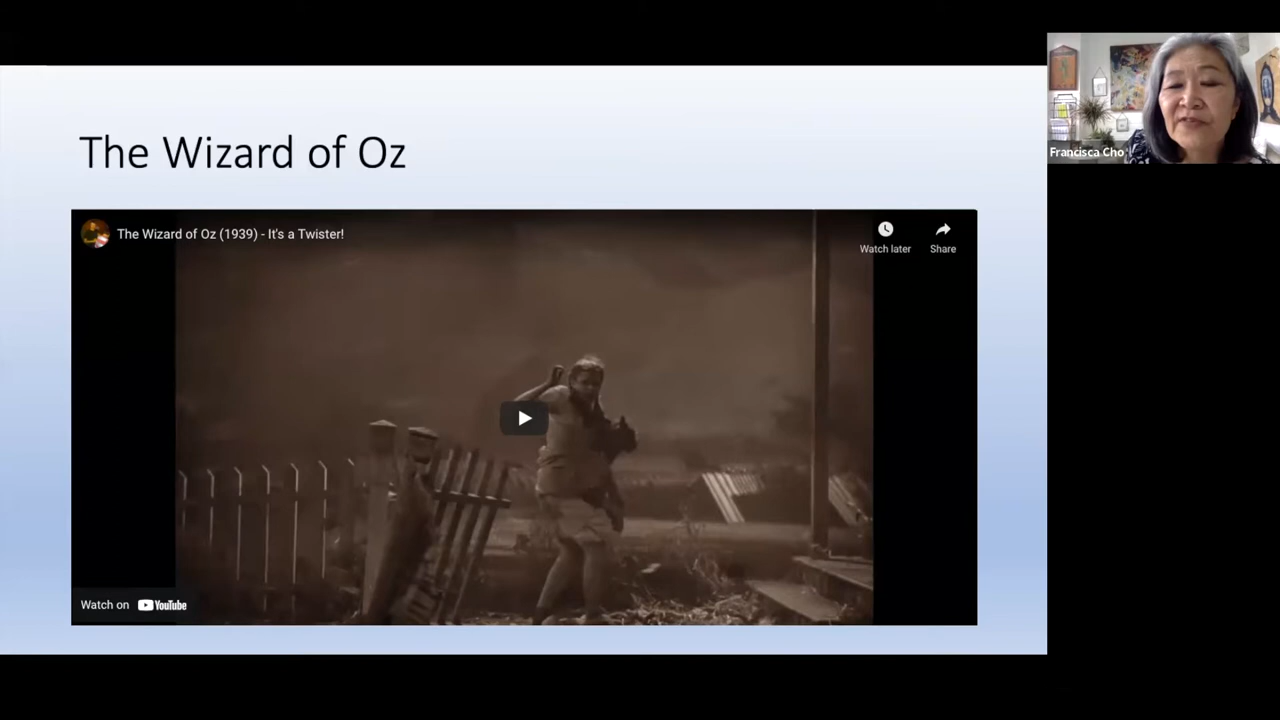 The Wizard of Oz
The Wizard of Oz (1939) - It's a Twister!
Watch later
Share
Watch on YouTube
Francisca Cho